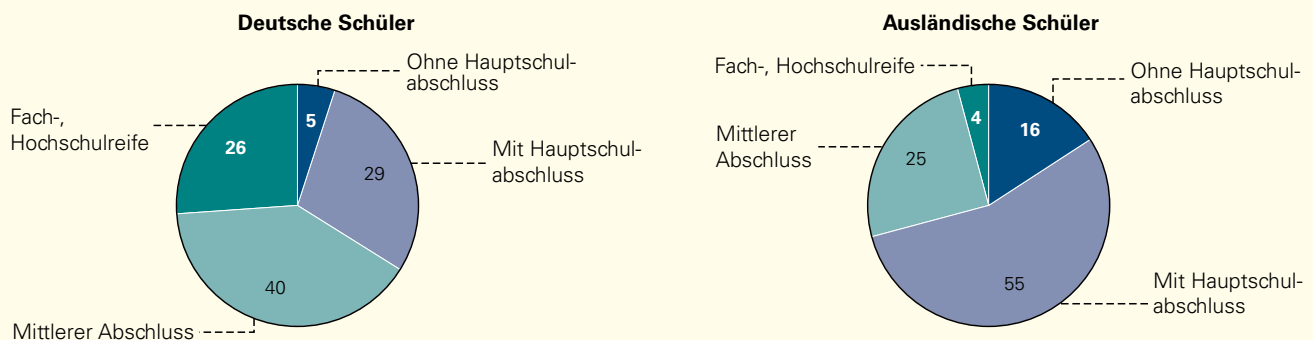 Deutsche Schüler
Ohne Hauptschul-
abschluss
Fach-,
Hochschulreife
5
26
29
Mit Hauptschul-
abschluss
40
Mittlerer Abschluss
Ausländische Schüler
Fach-, Hochschulreife
Ohne Hauptschul-
abschluss
4
16
Mittlerer
Abschluss
25
55
Mit Hauptschul-
abschluss